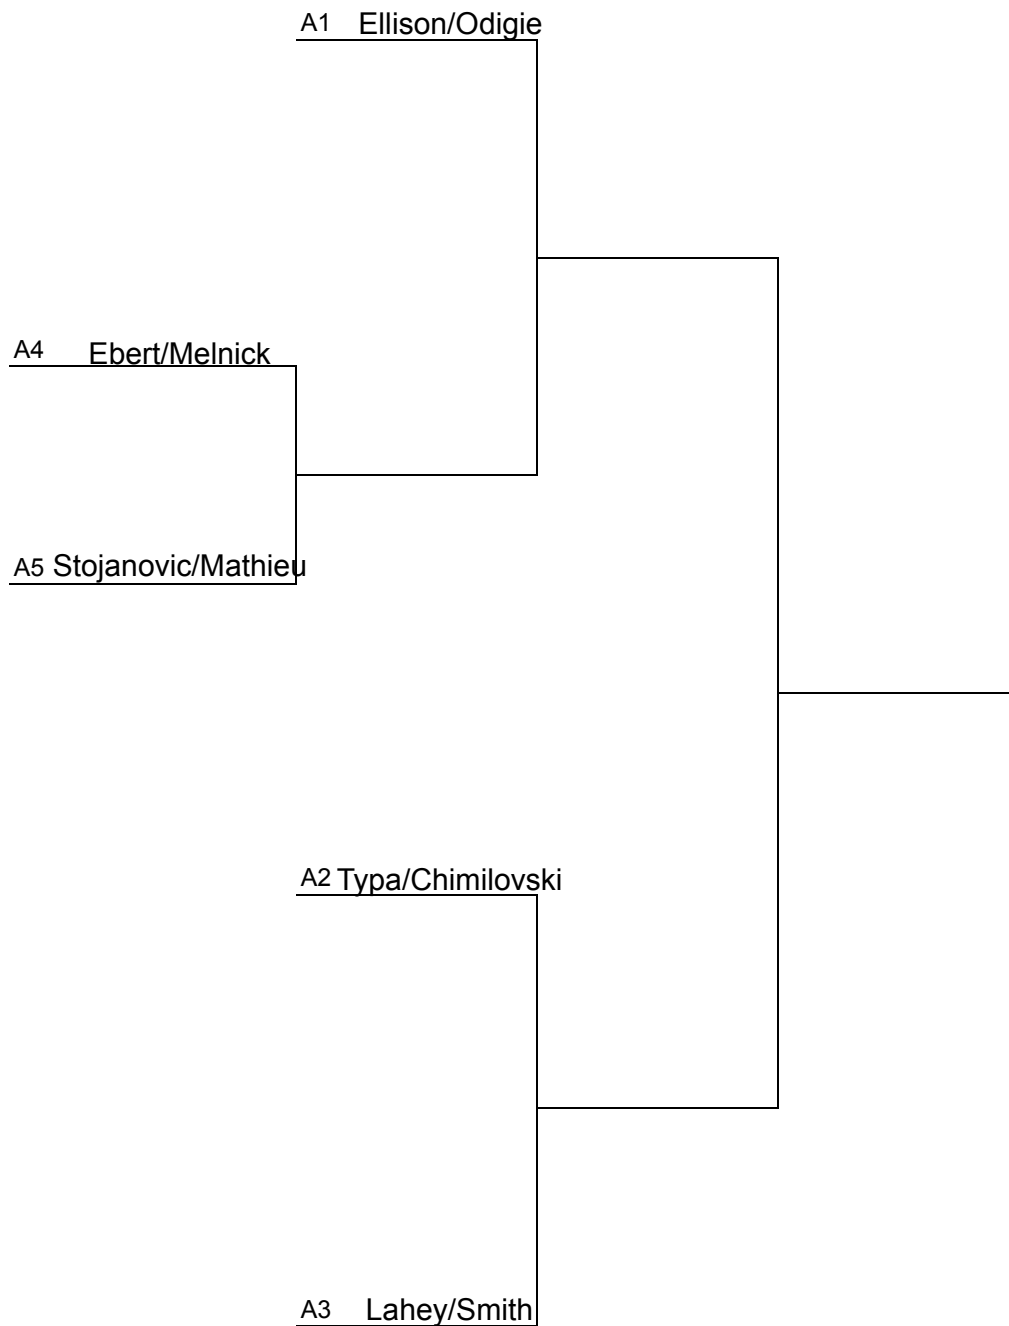 A1 Ellison/Odigie
A4 Ebert/Melnick
A5 Stojanovic/Mathieu
A2 Typa/Chimilovski
A3 Lahey/Smith